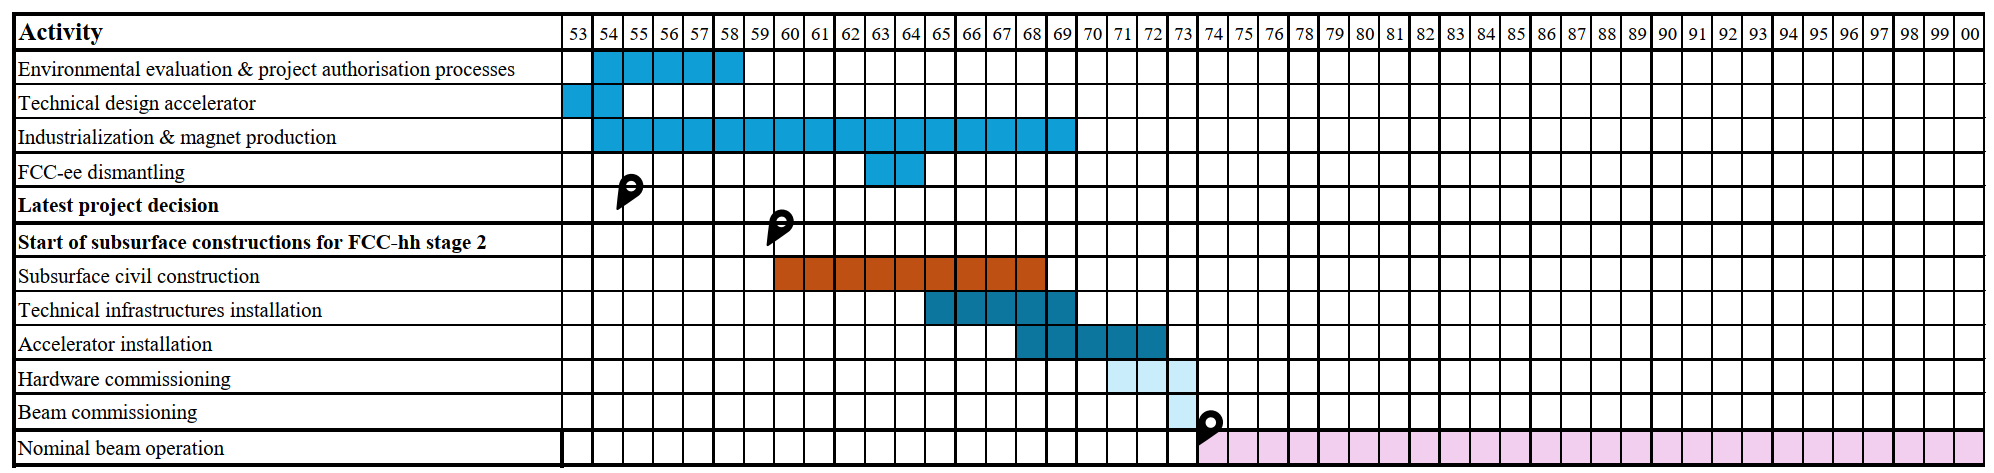 Activity 53 54 55 56 57 58 59 60 61 62 63 64 65 66 67 68 69 70 71 72 73 74 75 76 78 79 80 81 82 83 84 85 86 87 88 89 90 91 92 93 94 95 96 97 98 99 00
Environmental evaluation & project authorisation processes
Technical design accelerator
Industrialization & magnet production
FCC-ee dismantling
Latest project decision
Start of subsurface constructions for FCC-hh stage 2
Subsurface civil construction
Technical infrastructures installation
Accelerator installation
Hardware commissioning
Beam commissioning
Nominal beam operation